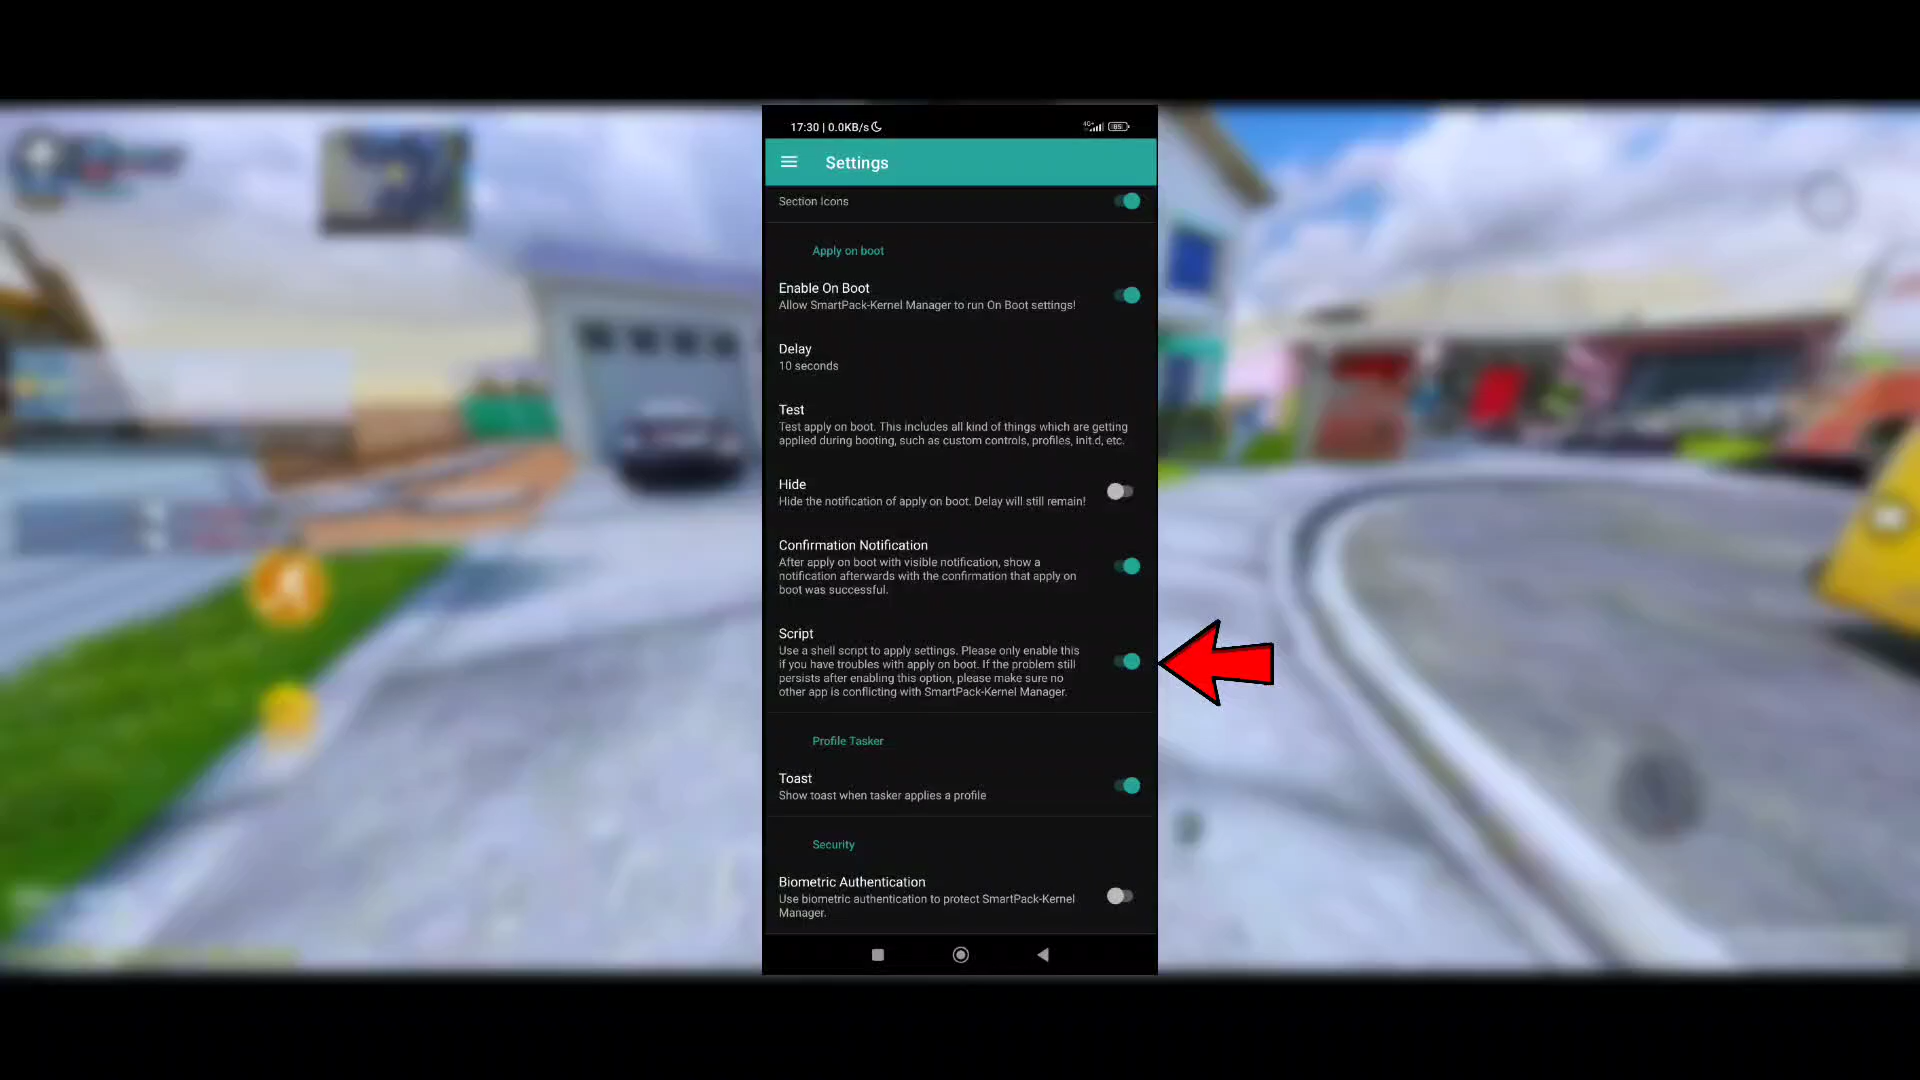 17:30 | 0.0KB/s
4G+
85
Settings
Section Icons
Apply on boot
Enable On Boot
Allow SmartPack-Kernel Manager to run On Boot settings!
Delay
10 seconds
Test
Test apply on boot. This includes all kind of things which are getting
applied during booting, such as custom controls, profiles, init.d, etc.
Hide
Hide the notification of apply on boot. Delay will still remain!
Confirmation Notification
After apply on boot with visible notification, show a
notification afterwards with the confirmation that apply on
boot was successful.
Script
Use a shell script to apply settings. Please only enable this
if you have troubles with apply on boot. If the problem still
persists after enabling this option, please make sure no
other app is conflicting with SmartPack-Kernel Manager.
Profile Tasker
Toast
Show toast when tasker applies a profile
Security
Biometric Authentication
Use biometric authentication to protect SmartPack-Kernel
Manager.